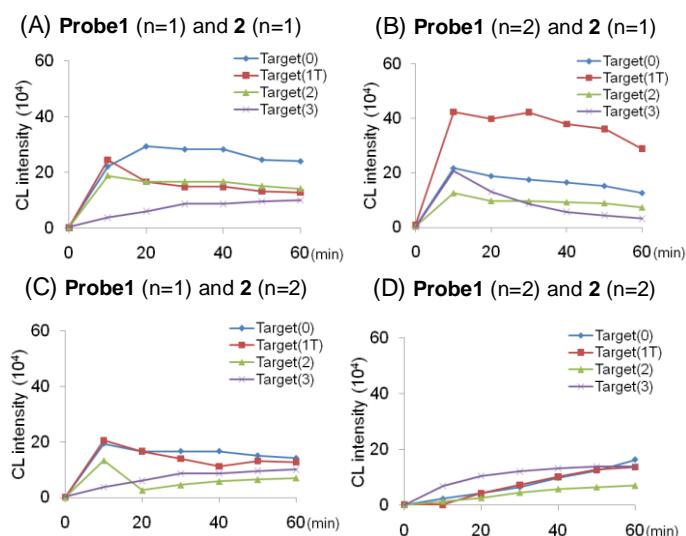 (A) Probe1 (n=1) and 2 (n=1)
CL intensity (10⁴)
60
40
20
0
0 20 40 60 (min)
Target(0)
Target(1T)
Target(2)
Target(3)
(B) Probe1 (n=2) and 2 (n=1)
CL intensity (10⁴)
60
40
20
0
0 20 40 60 (min)
Target(0)
Target(1T)
Target(2)
Target(3)
(C) Probe1 (n=1) and 2 (n=2)
CL intensity (10⁴)
60
40
20
0
0 20 40 60 (min)
Target(0)
Target(1T)
Target(2)
Target(3)
(D) Probe1 (n=2) and 2 (n=2)
CL intensity (10⁴)
60
40
20
0
0 20 40 60 (min)
Target(0)
Target(1T)
Target(2)
Target(3)